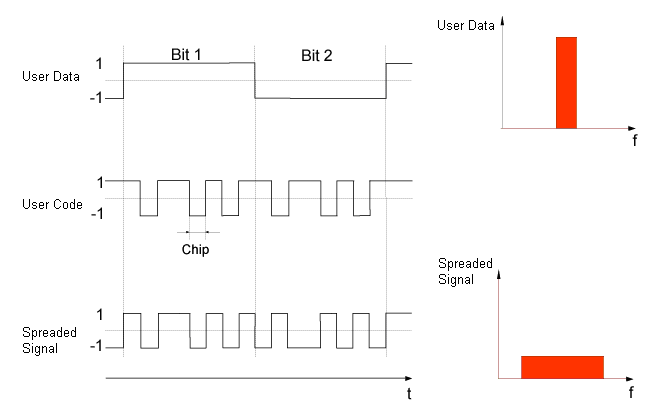 Bit 1
Bit 2
User Data
1
-1
User Code
1
-1
Chip
Spreaded
Signal
1
-1
t
User Data
f
Spreaded
Signal
f